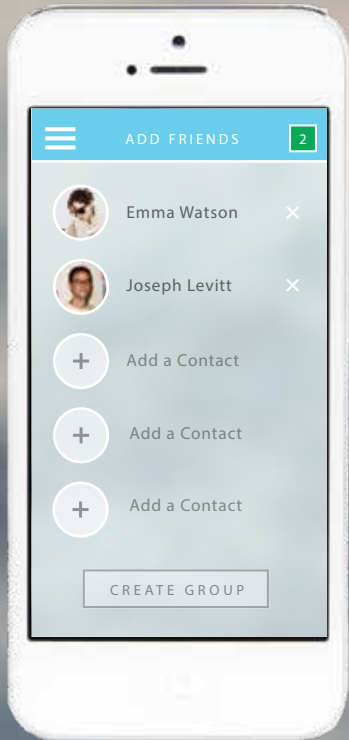 ADD FRIENDS 2
Emma Watson
Joseph Levitt
Add a Contact
Add a Contact
Add a Contact
CREATE GROUP